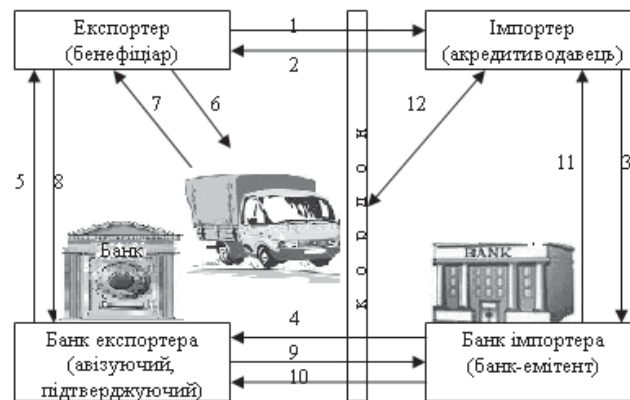 Експортер
(бенефіціар)
1
2
Імпортер
(акредитиводавець)
7
6
12
кордон
5
8
11
3
Банк
BANK
4
Банк експортера
(авізуючий,
підтверджуючий)
9
10
Банк імпортера
(банк-емітент)